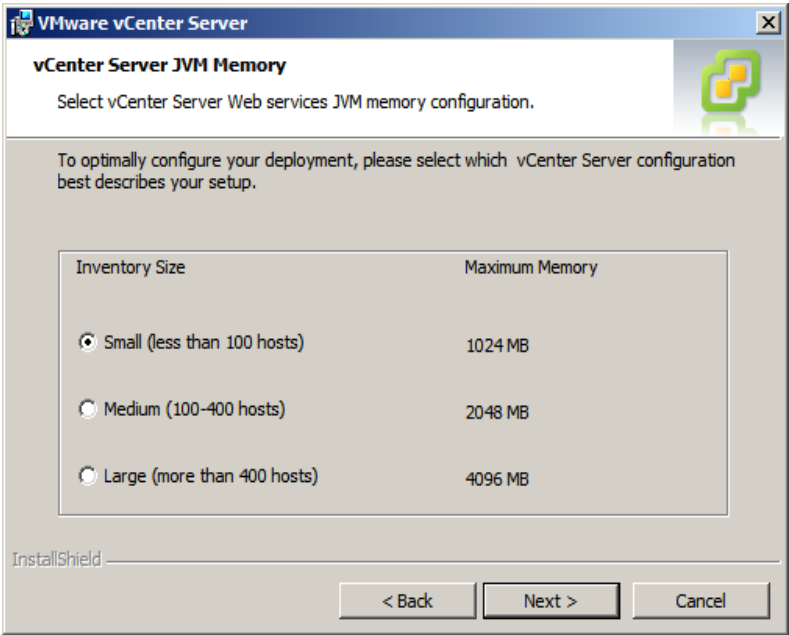 VMware vCenter Server
vCenter Server JVM Memory
Select vCenter Server Web services JVM memory configuration.
To optimally configure your deployment, please select which vCenter Server configuration
best describes your setup.
Inventory Size Maximum Memory
Small (less than 100 hosts) 1024 MB
Medium (100-400 hosts) 2048 MB
Large (more than 400 hosts) 4096 MB
InstallShield
< Back Next > Cancel